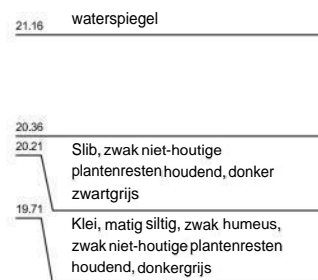 21.16 waterspiegel
20.36
20.21 Slib, zwak niet-houtige
plantenresten houdend, donker
zwartgrijs
19.71 Klei, matig siltig, zwak humeus,
zwak niet-houtige plantenresten
houdend, donkergrijs